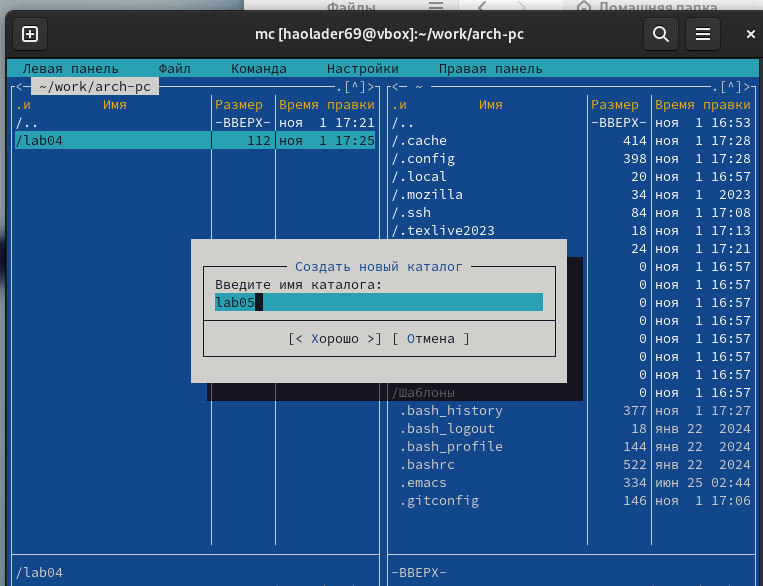 Файлы
Домашняя папка
mc [haolader69@vbox]:~/work/arch-pc
Левая панель Файл Команда Настройки Правая панель
<- ~/work/arch-pc .[^]>
.и Имя Размер Время правки
/.. -ВВЕРХ- ноя 1 17:21
/lab04 112 ноя 1 17:25
/lab04
<- ~ .[^]>
.и Имя Размер Время правки
/.. -ВВЕРХ- ноя 1 16:53
/.cache 414 ноя 1 17:28
/.config 398 ноя 1 17:28
/.local 20 ноя 1 16:57
/.mozilla 34 ноя 1 2023
/.ssh 84 ноя 1 17:08
/.texlive2023 18 ноя 1 17:13
24 ноя 1 17:21
0 ноя 1 16:57
0 ноя 1 16:57
0 ноя 1 16:57
0 ноя 1 16:57
0 ноя 1 16:57
0 ноя 1 16:57
0 ноя 1 16:57
/Шаблоны 0 ноя 1 16:57
.bash_history 377 ноя 1 17:27
.bash_logout 18 янв 22 2024
.bash_profile 144 янв 22 2024
.bashrc 522 янв 22 2024
.emacs 334 июн 25 02:44
.gitconfig 146 ноя 1 17:06
-ВВЕРХ-
Создать новый каталог
Введите имя каталога:
lab05
[< Хорошо >] [ Отмена ]